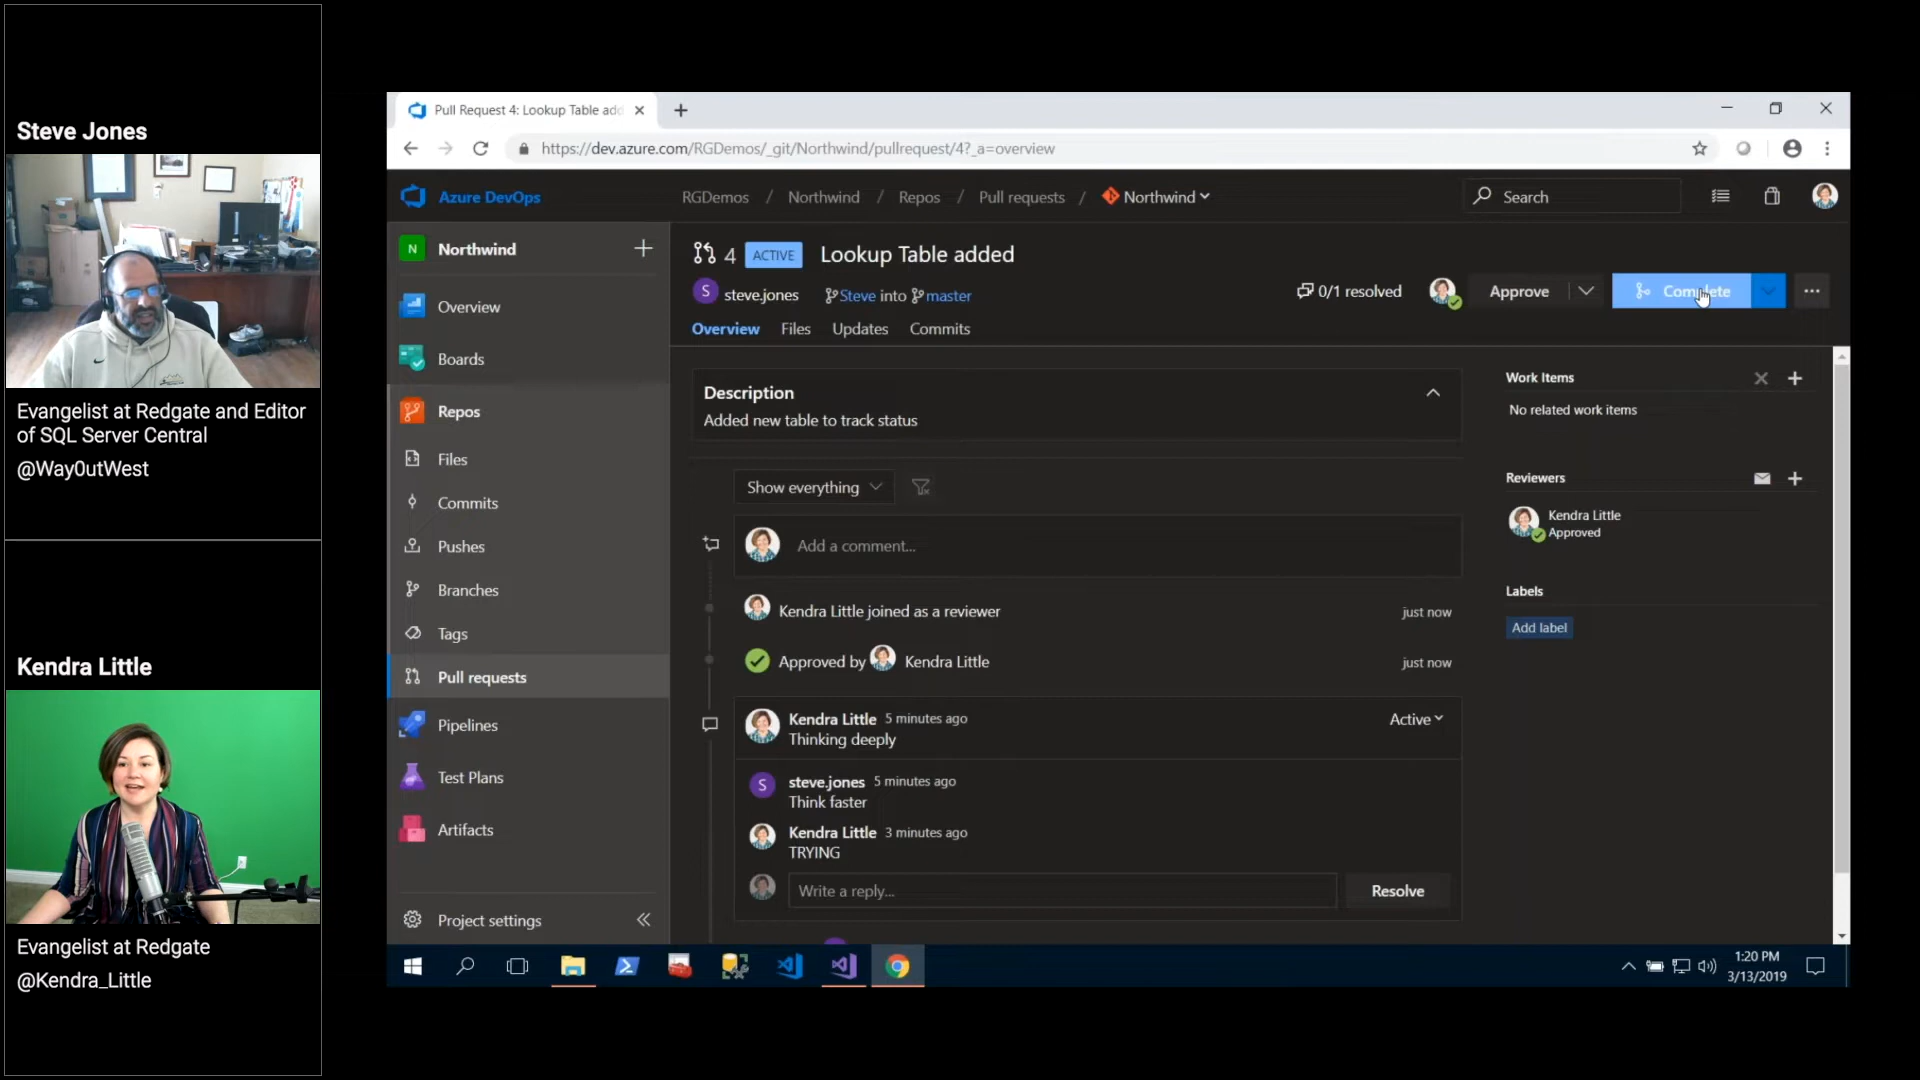 Steve Jones
Evangelist at Redgate and Editor
of SQL Server Central
@Way0utWest
Kendra Little
Evangelist at Redgate
@Kendra_Little
Pull Request 4: Lookup Table add
https://dev.azure.com/RGDemos/_git/Northwind/pullrequest/4?_a=overview
Azure DevOps
RGDemos / Northwind / Repos / Pull requests / Northwind
Search
N Northwind
Overview
Boards
Repos
Files
Commits
Pushes
Branches
Tags
Pull requests
Pipelines
Test Plans
Artifacts
Project settings
4 ACTIVE Lookup Table added
S steve.jones Steve into master
0/1 resolved
Approve
Complete
Overview Files Updates Commits
Description
Added new table to track status
Show everything
Add a comment...
Kendra Little joined as a reviewer just now
Approved by Kendra Little just now
Kendra Little 5 minutes ago Active
Thinking deeply
S steve.jones 5 minutes ago
Think faster
Kendra Little 3 minutes ago
TRYING
Write a reply... Resolve
Work Items
No related work items
Reviewers
Kendra Little
Approved
Labels
Add label
1:20 PM
3/13/2019